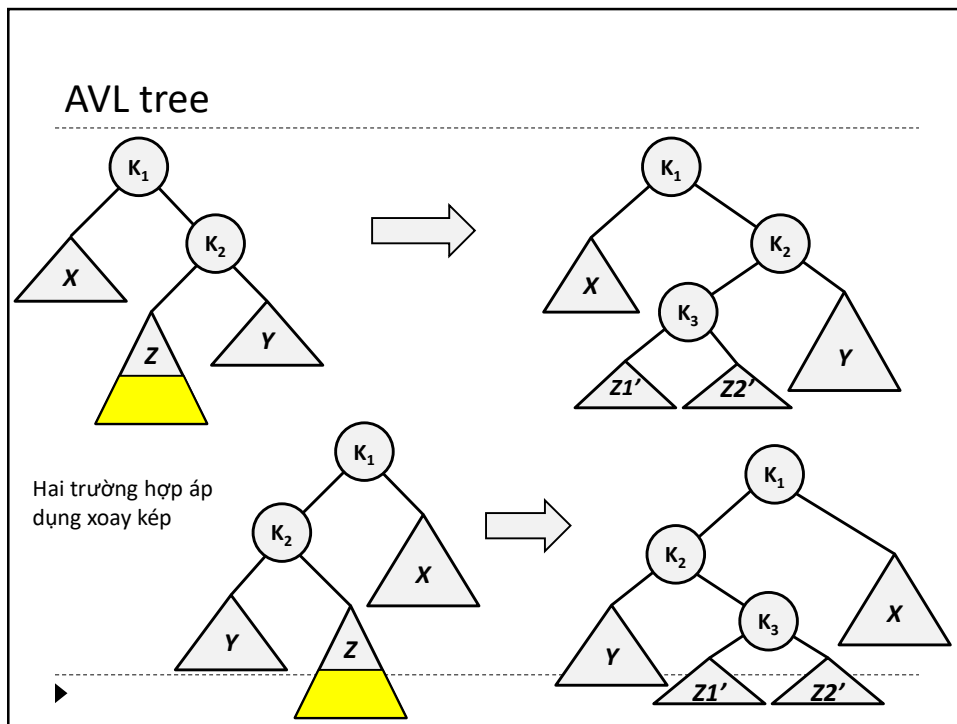 AVL tree
K1
K1
K2
K2
X
X
K3
Z
Y
Y
Z1’
Z2’
K1
K1
Hai trường hợp áp
dụng xoay kép
K2
K2
X
X
K3
Y
Z
Y
Z1’
Z2’